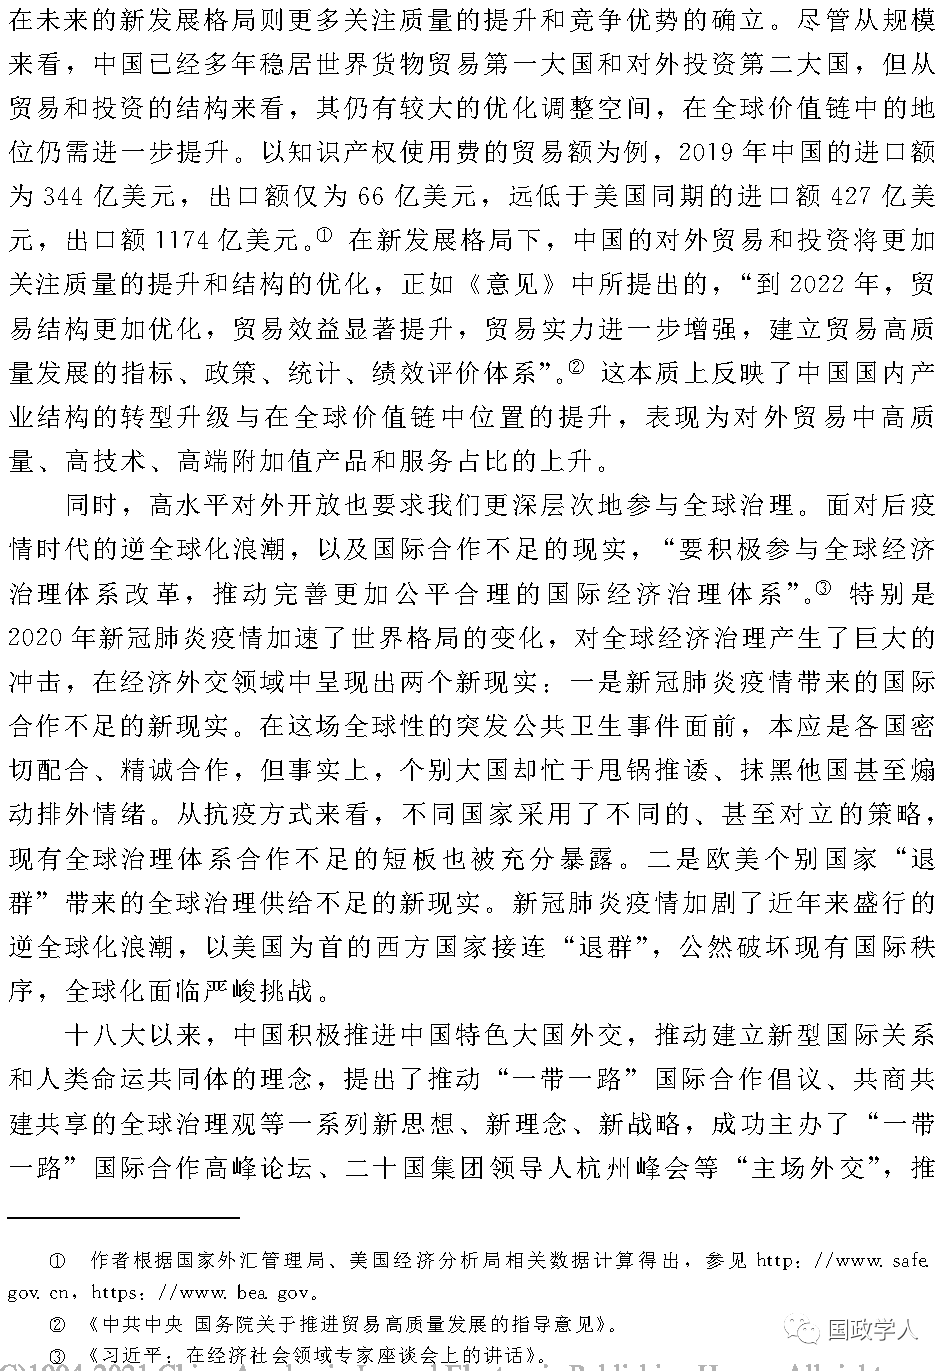 在未来的新发展格局则更多关注质量的提升和竞争优势的确立。尽管从规模
来看，中国已经多年稳居世界货物贸易第一大国和对外投资第二大国，但从
贸易和投资的结构来看，其仍有较大的优化调整空间，在全球价值链中的地
位仍需进一步提升。以知识产权使用费的贸易额为例，2019 年中国的进口额
为 344 亿美元，出口额仅为 66 亿美元，远低于美国同期的进口额 427 亿美
元，出口额 1174 亿美元。① 在新发展格局下，中国的对外贸易和投资将更加
关注质量的提升和结构的优化，正如《意见》中所提出的，“到 2022 年，贸
易结构更加优化，贸易效益显著提升，贸易实力进一步增强，建立贸易高质
量发展的指标、政策、统计、绩效评价体系”。② 这本质上反映了中国国内产
业结构的转型升级与在全球价值链中位置的提升，表现为对外贸易中高质
量、高技术、高端附加值产品和服务占比的上升。
同时，高水平对外开放也要求我们更深层次地参与全球治理。面对后疫
情时代的逆全球化浪潮，以及国际合作不足的现实，“要积极参与全球经济
治理体系改革，推动完善更加公平合理的国际经济治理体系”。③ 特别是
2020 年新冠肺炎疫情加速了世界格局的变化，对全球经济治理产生了巨大的
冲击，在经济外交领域中呈现出两个新现实：一是新冠肺炎疫情带来的国际
合作不足的新现实。在这场全球性的突发公共卫生事件面前，本应是各国密
切配合、精诚合作，但事实上，个别大国却忙于甩锅推诿、抹黑他国甚至煽
动排外情绪。从抗疫方式来看，不同国家采用了不同的、甚至对立的策略，
现有全球治理体系合作不足的短板也被充分暴露。二是欧美个别国家“退
群”带来的全球治理供给不足的新现实。新冠肺炎疫情加剧了近年来盛行的
逆全球化浪潮，以美国为首的西方国家接连“退群”，公然破坏现有国际秩
序，全球化面临严峻挑战。
十八大以来，中国积极推进中国特色大国外交，推动建立新型国际关系
和人类命运共同体的理念，提出了推动“一带一路”国际合作倡议、共商共
建共享的全球治理观等一系列新思想、新理念、新战略，成功主办了“一带
一路”国际合作高峰论坛、二十国集团领导人杭州峰会等“主场外交”，推
① 作者根据国家外汇管理局、美国经济分析局相关数据计算得出，参见 http：//www. safe.
gov. cn，https：//www. bea. gov。
② 《中共中央 国务院关于推进贸易高质量发展的指导意见》。
③ 《习近平：在经济社会领域专家座谈会上的讲话》。
国政学人